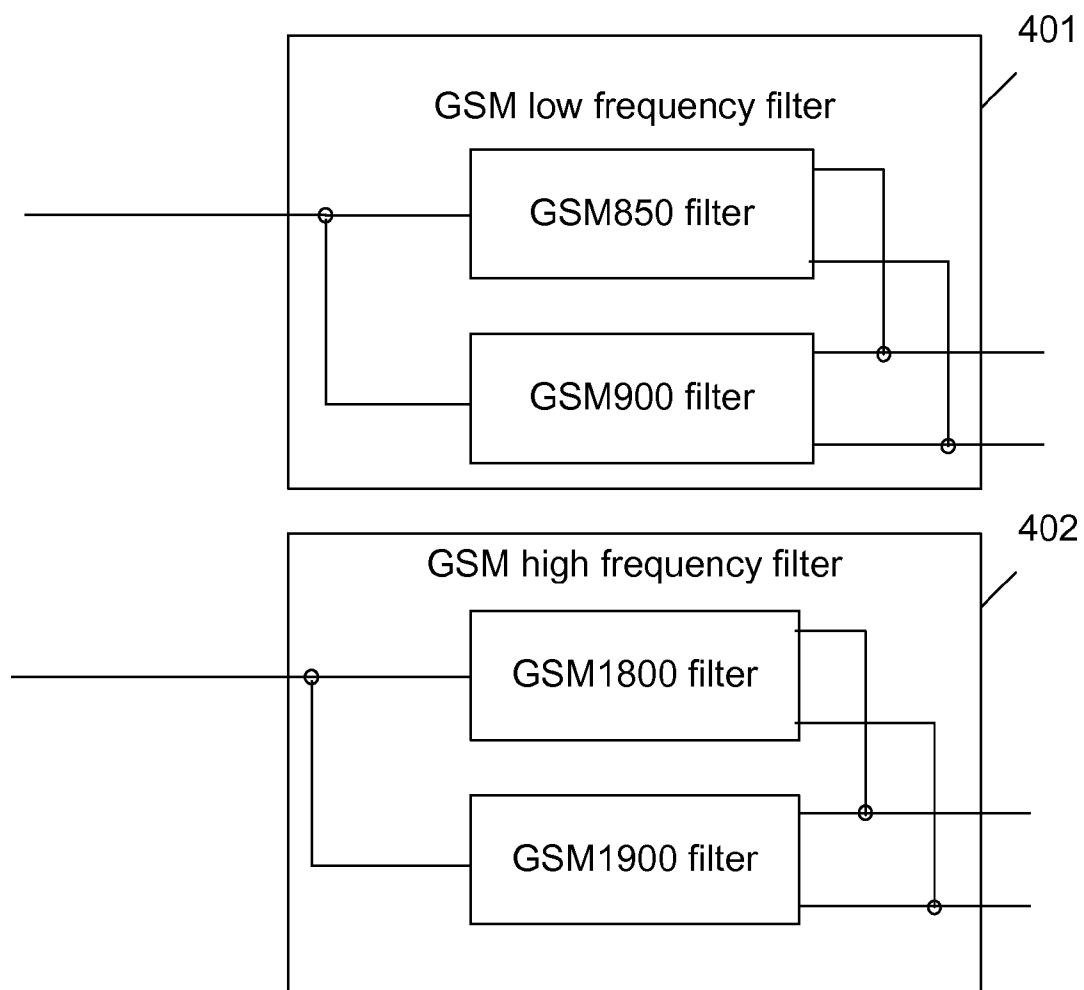 401
GSM low frequency filter
GSM850 filter
GSM900 filter
402
GSM high frequency filter
GSM1800 filter
GSM1900 filter